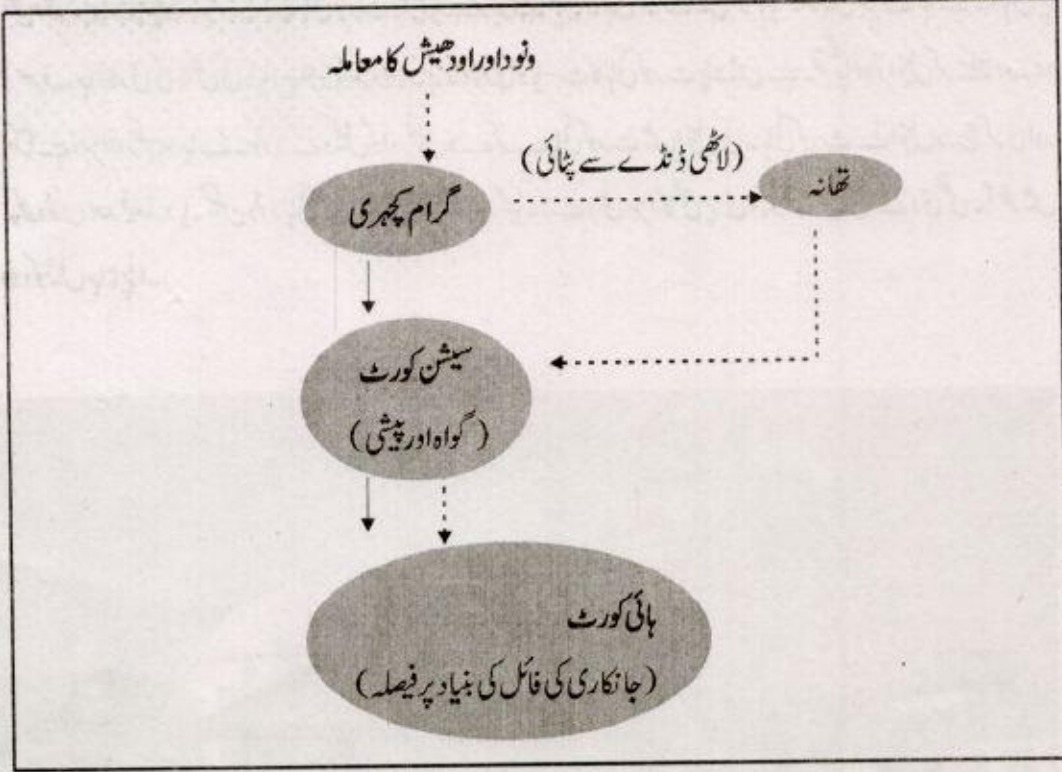 ونود اور اودھیش کا معاملہ
(لاٹھی ڈنڈے سے پٹائی)
تھانہ
گرام کچہری
سیشن کورٹ
(گواہ اور پیشی)
ہائی کورٹ
(جانکاری کی فائل کی بنیاد پر فیصلہ)